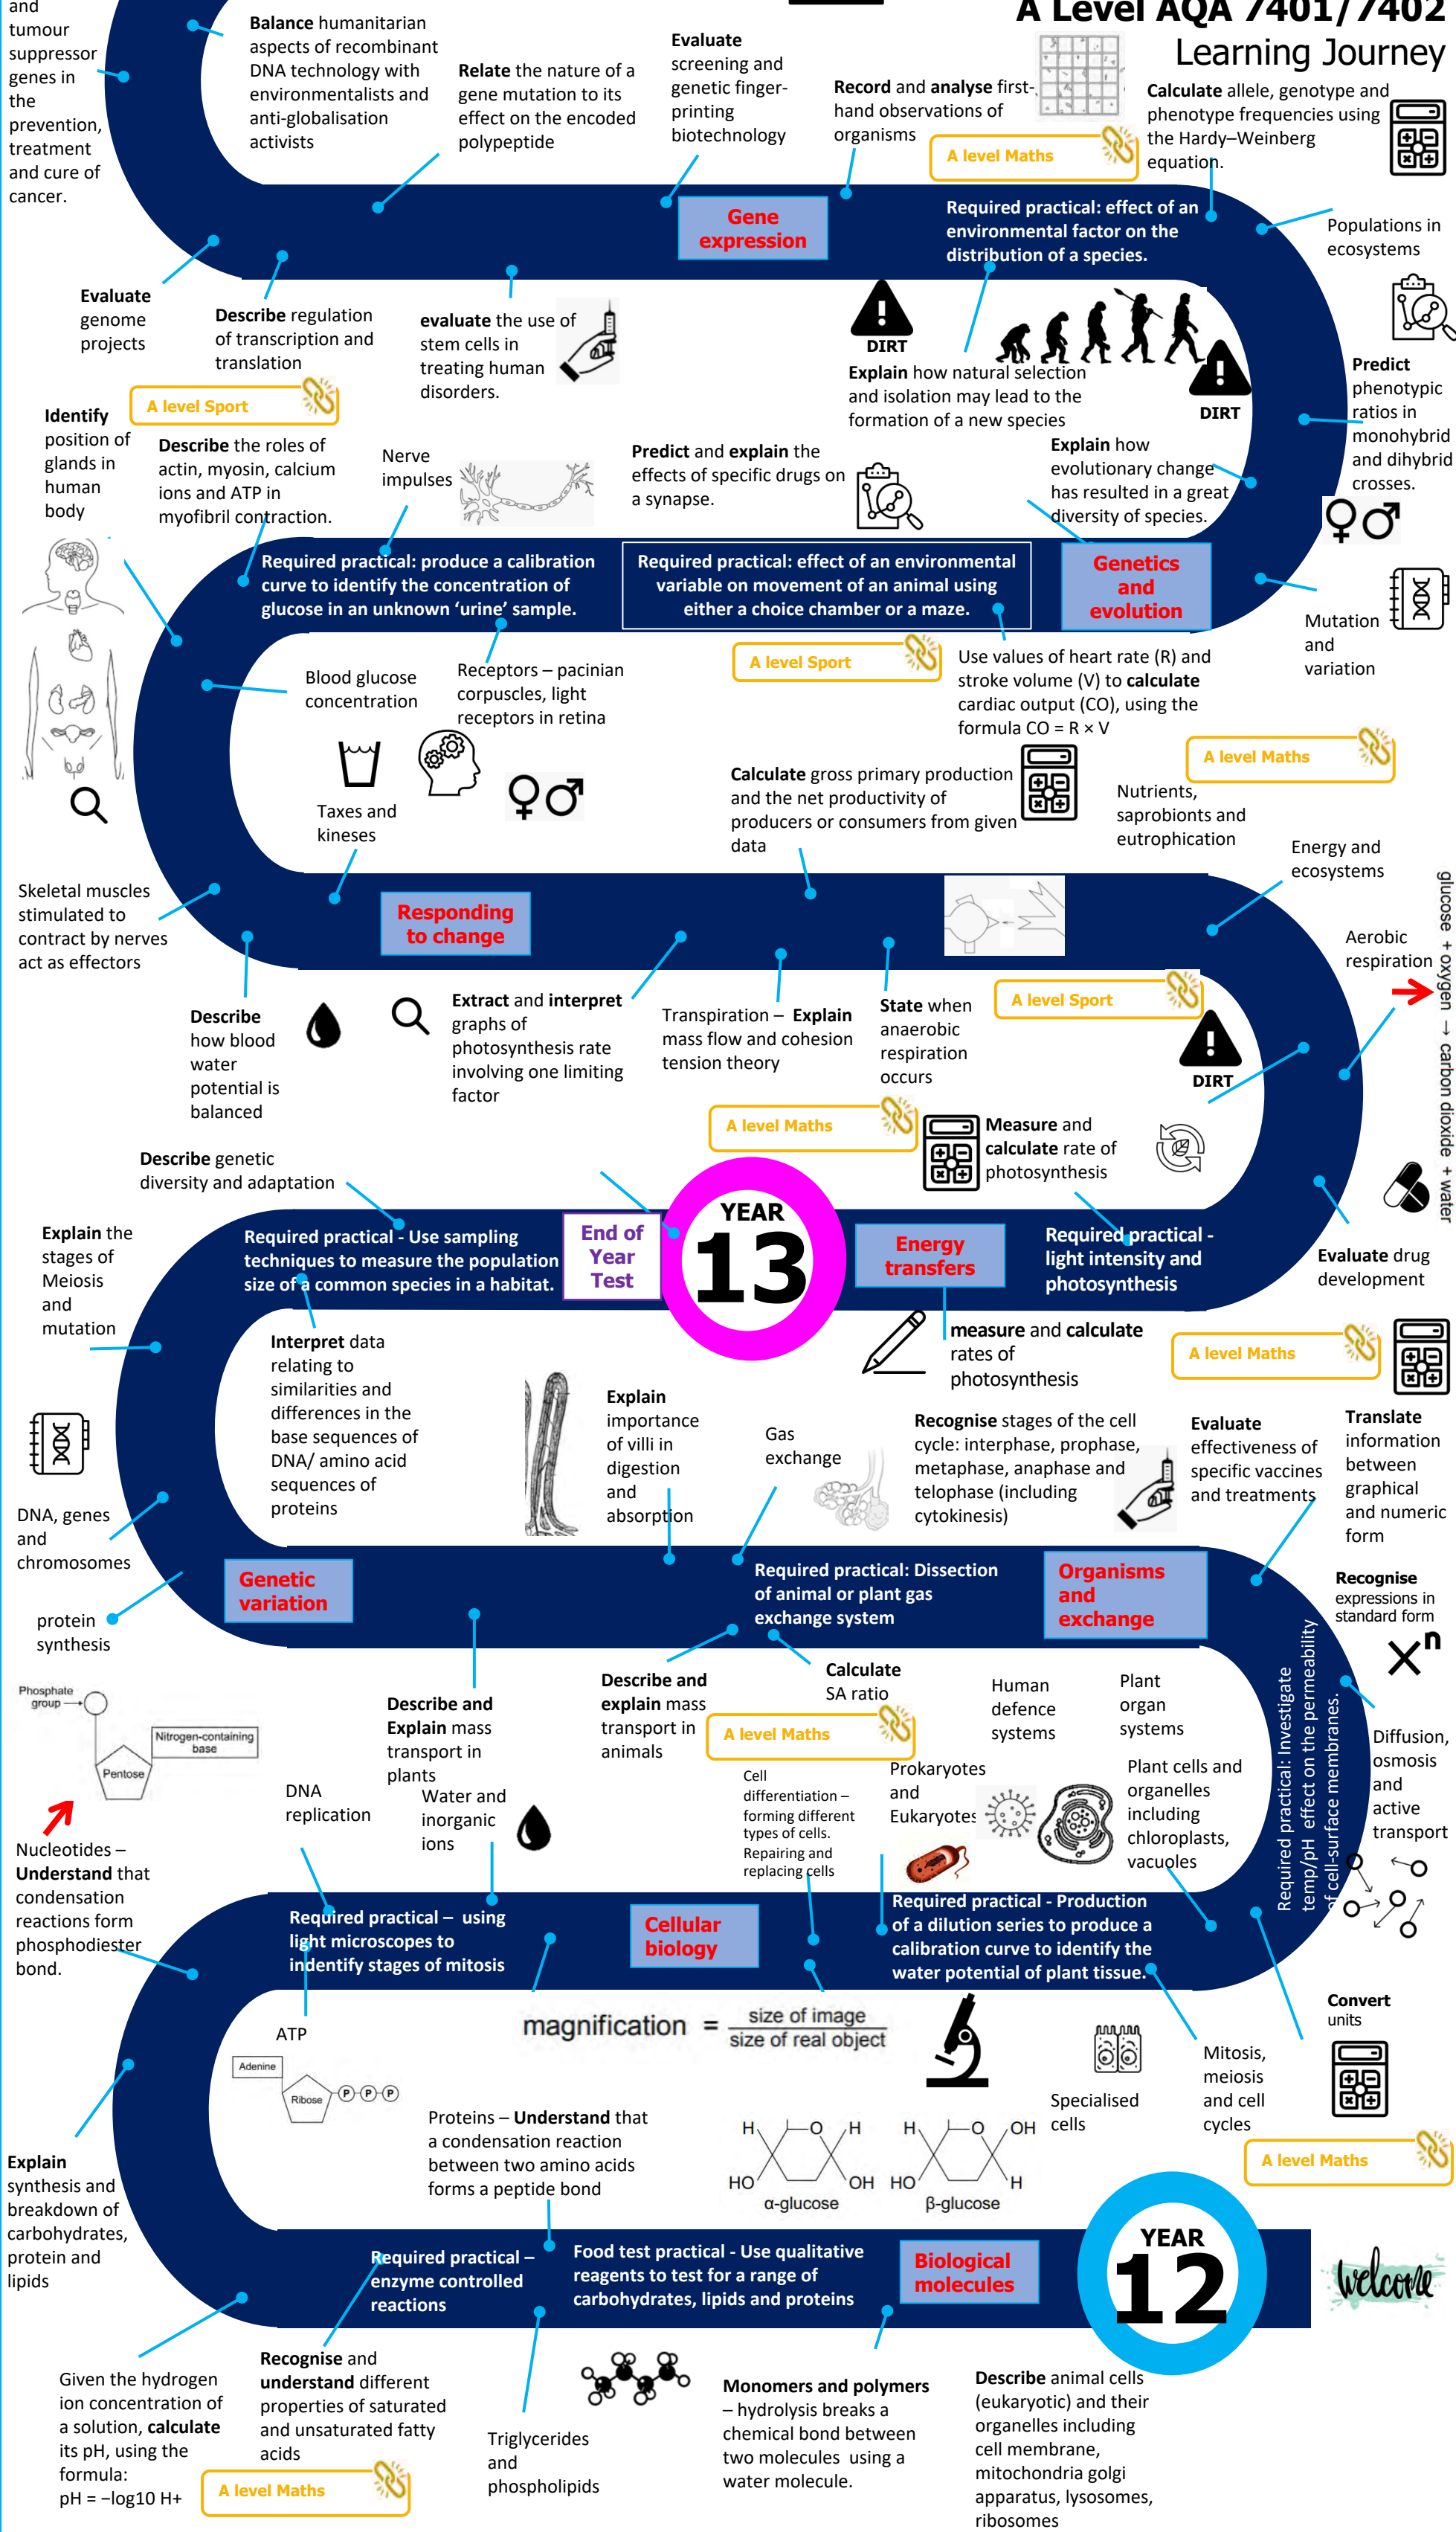 and
tumour
suppressor
genes in
the
prevention,
treatment
and cure of
cancer.
Balance humanitarian
aspects of recombinant
DNA technology with
environmentalists and
anti-globalisation
activists
Relate the nature of a
gene mutation to its
effect on the encoded
polypeptide
Evaluate
screening and
genetic finger-
printing
biotechnology
Record and analyse first-
hand observations of
organisms
A Level AQA 7401/7402
Learning Journey
Calculate allele, genotype and
phenotype frequencies using
the Hardy–Weinberg
equation.
A level Maths
Gene
expression
Required practical: effect of an
environmental factor on the
distribution of a species.
Populations in
ecosystems
Evaluate
genome
projects
Describe regulation
of transcription and
translation
evaluate the use of
stem cells in
treating human
disorders.
DIRT
Explain how natural selection
and isolation may lead to the
formation of a new species
DIRT
Predict
phenotypic
ratios in
monohybrid
and dihybrid
crosses.
A level Sport
Identify
position of
glands in
human
body
Describe the roles of
actin, myosin, calcium
ions and ATP in
myofibril contraction.
Nerve
impulses
Predict and explain the
effects of specific drugs on
a synapse.
Explain how
evolutionary change
has resulted in a great
diversity of species.
Required practical: produce a calibration
curve to identify the concentration of
glucose in an unknown ‘urine’ sample.
Required practical: effect of an environmental
variable on movement of an animal using
either a choice chamber or a maze.
Genetics
and
evolution
Mutation
and
variation
A level Sport
Use values of heart rate (R) and
stroke volume (V) to calculate
cardiac output (CO), using the
formula CO = R × V
Blood glucose
concentration
Receptors – pacinian
corpuscles, light
receptors in retina
A level Maths
Taxes and
kineses
Calculate gross primary production
and the net productivity of
producers or consumers from given
data
Nutrients,
saprobionts and
eutrophication
Energy and
ecosystems
Skeletal muscles
stimulated to
contract by nerves
act as effectors
Responding
to change
Aerobic
respiration
glucose + oxygen → carbon dioxide + water
Describe
how blood
water
potential is
balanced
Extract and interpret
graphs of
photosynthesis rate
involving one limiting
factor
Transpiration – Explain
mass flow and cohesion
tension theory
State when
anaerobic
respiration
occurs
A level Sport
DIRT
A level Maths
Measure and
calculate rate of
photosynthesis
Describe genetic
diversity and adaptation
Explain the
stages of
Meiosis
and
mutation
Required practical - Use sampling
techniques to measure the population
size of a common species in a habitat.
End of
Year
Test
YEAR
13
Energy
transfers
Required practical -
light intensity and
photosynthesis
Evaluate drug
development
Interpret data
relating to
similarities and
differences in the
base sequences of
DNA/ amino acid
sequences of
proteins
measure and calculate
rates of
photosynthesis
A level Maths
Explain
importance
of villi in
digestion
and
absorption
Gas
exchange
Recognise stages of the cell
cycle: interphase, prophase,
metaphase, anaphase and
telophase (including
cytokinesis)
Evaluate
effectiveness of
specific vaccines
and treatments
Translate
information
between
graphical
and numeric
form
DNA, genes
and
chromosomes
Genetic
variation
Required practical: Dissection
of animal or plant gas
exchange system
Organisms
and
exchange
Recognise
expressions in
standard form
Xn
protein
synthesis
Phosphate
group
Nitrogen-containing
base
Pentose
Describe and
Explain mass
transport in
plants
Describe and
explain mass
transport in
animals
Calculate
SA ratio
A level Maths
Human
defence
systems
Plant
organ
systems
Required practical: Investigate
temp/pH effect on the permeability
of cell-surface membranes.
Diffusion,
osmosis
and
active
transport
DNA
replication
Water and
inorganic
ions
Cell
differentiation –
forming different
types of cells.
Repairing and
replacing cells
Prokaryotes
and
Eukaryotes
Plant cells and
organelles
including
chloroplasts,
vacuoles
Nucleotides –
Understand that
condensation
reactions form
phosphodiester
bond.
Required practical – using
light microscopes to
indentify stages of mitosis
Cellular
biology
Required practical - Production
of a dilution series to produce a
calibration curve to identify the
water potential of plant tissue.
Convert
units
ATP
Adenine
Ribose
P P P
magnification = size of image
size of real object
Specialised
cells
Mitosis,
meiosis
and cell
cycles
A level Maths
Explain
synthesis and
breakdown of
carbohydrates,
protein and
lipids
Proteins – Understand that
a condensation reaction
between two amino acids
forms a peptide bond
H O H
HO OH
α-glucose
H O OH
HO H
β-glucose
Required practical –
enzyme controlled
reactions
Food test practical - Use qualitative
reagents to test for a range of
carbohydrates, lipids and proteins
Biological
molecules
YEAR
12
welcome
Given the hydrogen
ion concentration of
a solution, calculate
its pH, using the
formula:
pH = −log10 H+
Recognise and
understand different
properties of saturated
and unsaturated fatty
acids
A level Maths
Triglycerides
and
phospholipids
Monomers and polymers
– hydrolysis breaks a
chemical bond between
two molecules using a
water molecule.
Describe animal cells
(eukaryotic) and their
organelles including
cell membrane,
mitochondria golgi
apparatus, lysosomes,
ribosomes